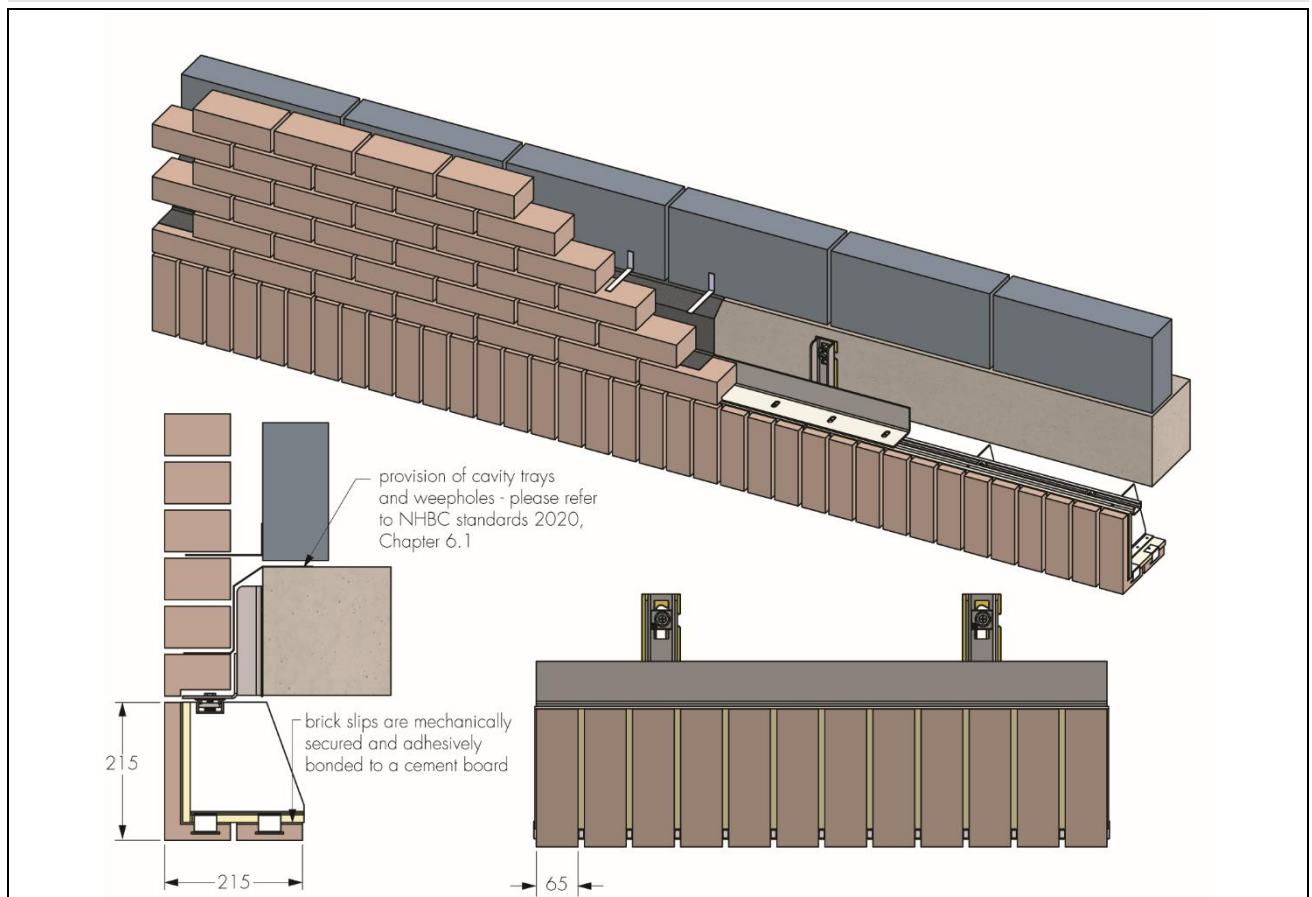 provision of cavity trays
and weepholes - please refer
to NHBC standards 2020,
Chapter 6.1
brick slips are mechanically
secured and adhesively
bonded to a cement board
215
215
65